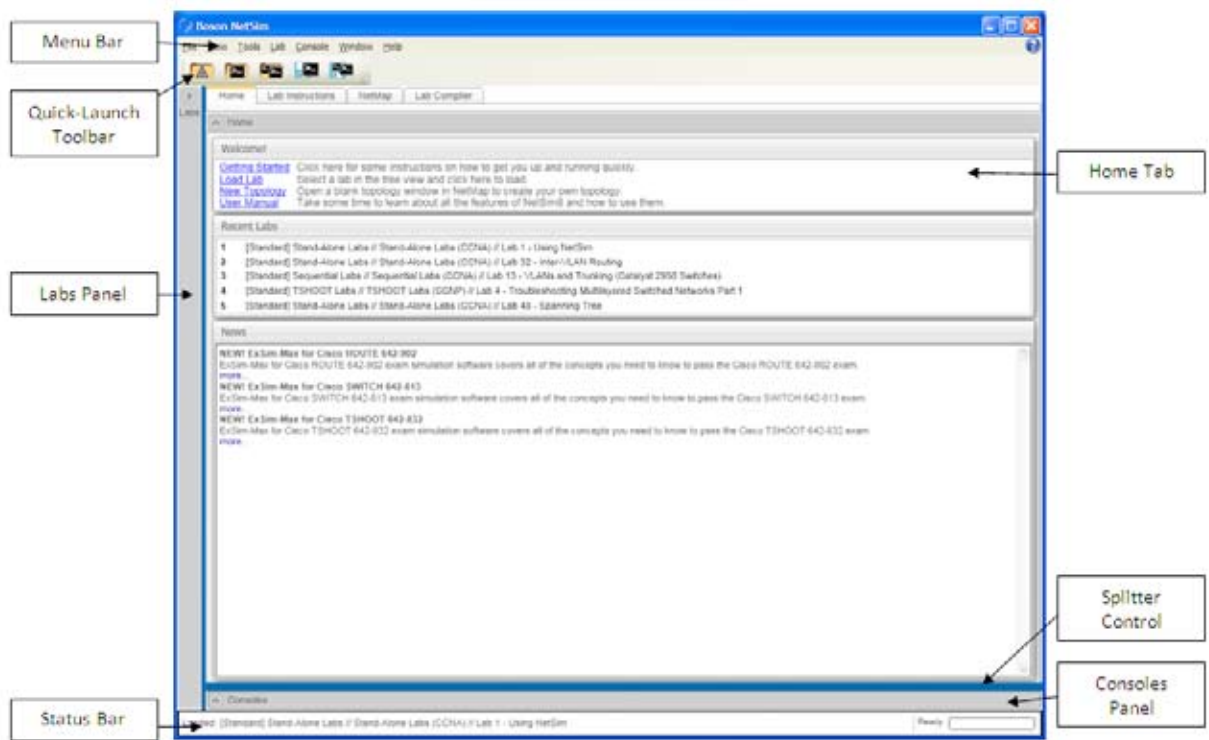 Boson NetSim
Menu Bar
Tools Lab Console Window Help
Quick-Launch
Toolbar
Home Lab Instructions NetMap Lab Compiler
Labs
Home
Welcome!
Getting Started Click here for some instructions on how to get you up and running quickly.
Load Lab Select a lab in the tree view and click here to load.
New Topology Open a blank topology window in NetMap to create your own topology.
User Manual Take some time to learn about all the features of NetSim8 and how to use them.
Home Tab
Recent Labs
1 [Standard] Stand-Alone Labs // Stand-Alone Labs (CCNA) // Lab 1 - Using NetSim
2 [Standard] Stand-Alone Labs // Stand-Alone Labs (CCNA) // Lab 32 - Inter-VLAN Routing
3 [Standard] Sequential Labs // Sequential Labs (CCNA) // Lab 13 - VLANs and Trunking (Catalyst 2950 Switches)
4 [Standard] TSHOOT Labs // TSHOOT Labs (CCNP) // Lab 4 - Troubleshooting Multilayered Switched Networks Part 1
5 [Standard] Stand-Alone Labs // Stand-Alone Labs (CCNA) // Lab 48 - Spanning Tree
Labs Panel
News
NEW! ExSim-Max for Cisco ROUTE 642-902
ExSim-Max for Cisco ROUTE 642-902 exam simulation software covers all of the concepts you need to know to pass the Cisco ROUTE 642-902 exam.
more...
NEW! ExSim-Max for Cisco SWITCH 642-813
ExSim-Max for Cisco SWITCH 642-813 exam simulation software covers all of the concepts you need to know to pass the Cisco SWITCH 642-813 exam.
more...
NEW! ExSim-Max for Cisco TSHOOT 642-832
ExSim-Max for Cisco TSHOOT 642-832 exam simulation software covers all of the concepts you need to know to pass the Cisco TSHOOT 642-832 exam.
more...
Splitter
Control
Consoles
Panel
Consoles
Status Bar
[Standard] Stand-Alone Labs // Stand-Alone Labs (CCNA) // Lab 1 - Using NetSim
Ready